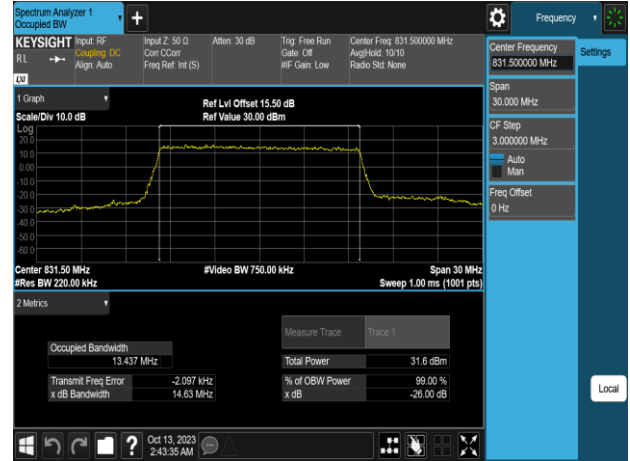 Spectrum Analyzer 1
Occupied BW
Frequency
KEYSIGHT
Input: RF
Input Z: 50 Ω
Atten: 30 dB
Trig: Free Run
Center Freq: 831.500000 MHz
RL
Coupling: DC
Corr CCorr
Gate: Off
Avg|Hold: 10/10
Align: Auto
Freq Ref: Int (S)
#IF Gain: Low
Radio Std: None
LXI
Center Frequency
831.500000 MHz
Settings
Span
30.000 MHz
CF Step
3.000000 MHz
Auto
Man
Freq Offset
0 Hz
Local
1 Graph
Ref Lvl Offset 15.50 dB
Scale/Div 10.0 dB
Ref Value 30.00 dBm
Log
20.0
10.0
0.00
-10.0
-20.0
-30.0
-40.0
-50.0
-60.0
Center 831.50 MHz
#Video BW 750.00 kHz
Span 30 MHz
#Res BW 220.00 kHz
Sweep 1.00 ms (1001 pts)
2 Metrics
Measure Trace
Trace 1
Occupied Bandwidth
13.437 MHz
Total Power
31.6 dBm
Transmit Freq Error
-2.097 kHz
% of OBW Power
99.00 %
x dB Bandwidth
14.63 MHz
x dB
-26.00 dB
Oct 13, 2023
2:43:35 AM